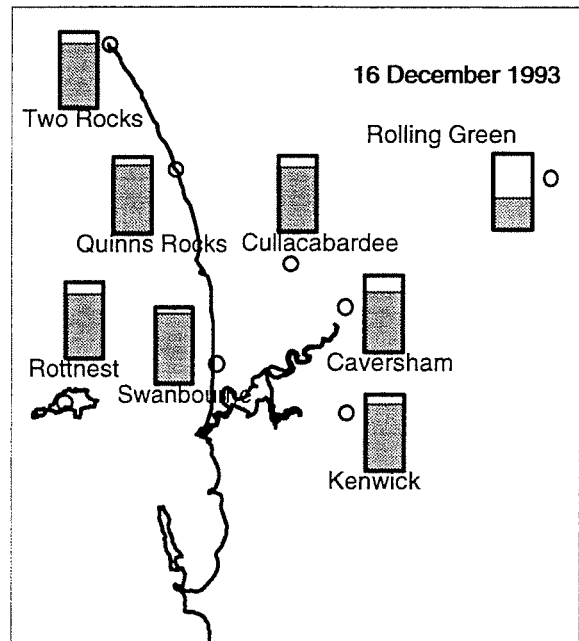 16 December 1993
Two Rocks
Rolling Green
Quinns Rocks
Cullacabardee
Rottnest
Swanbourne
Caversham
Kenwick